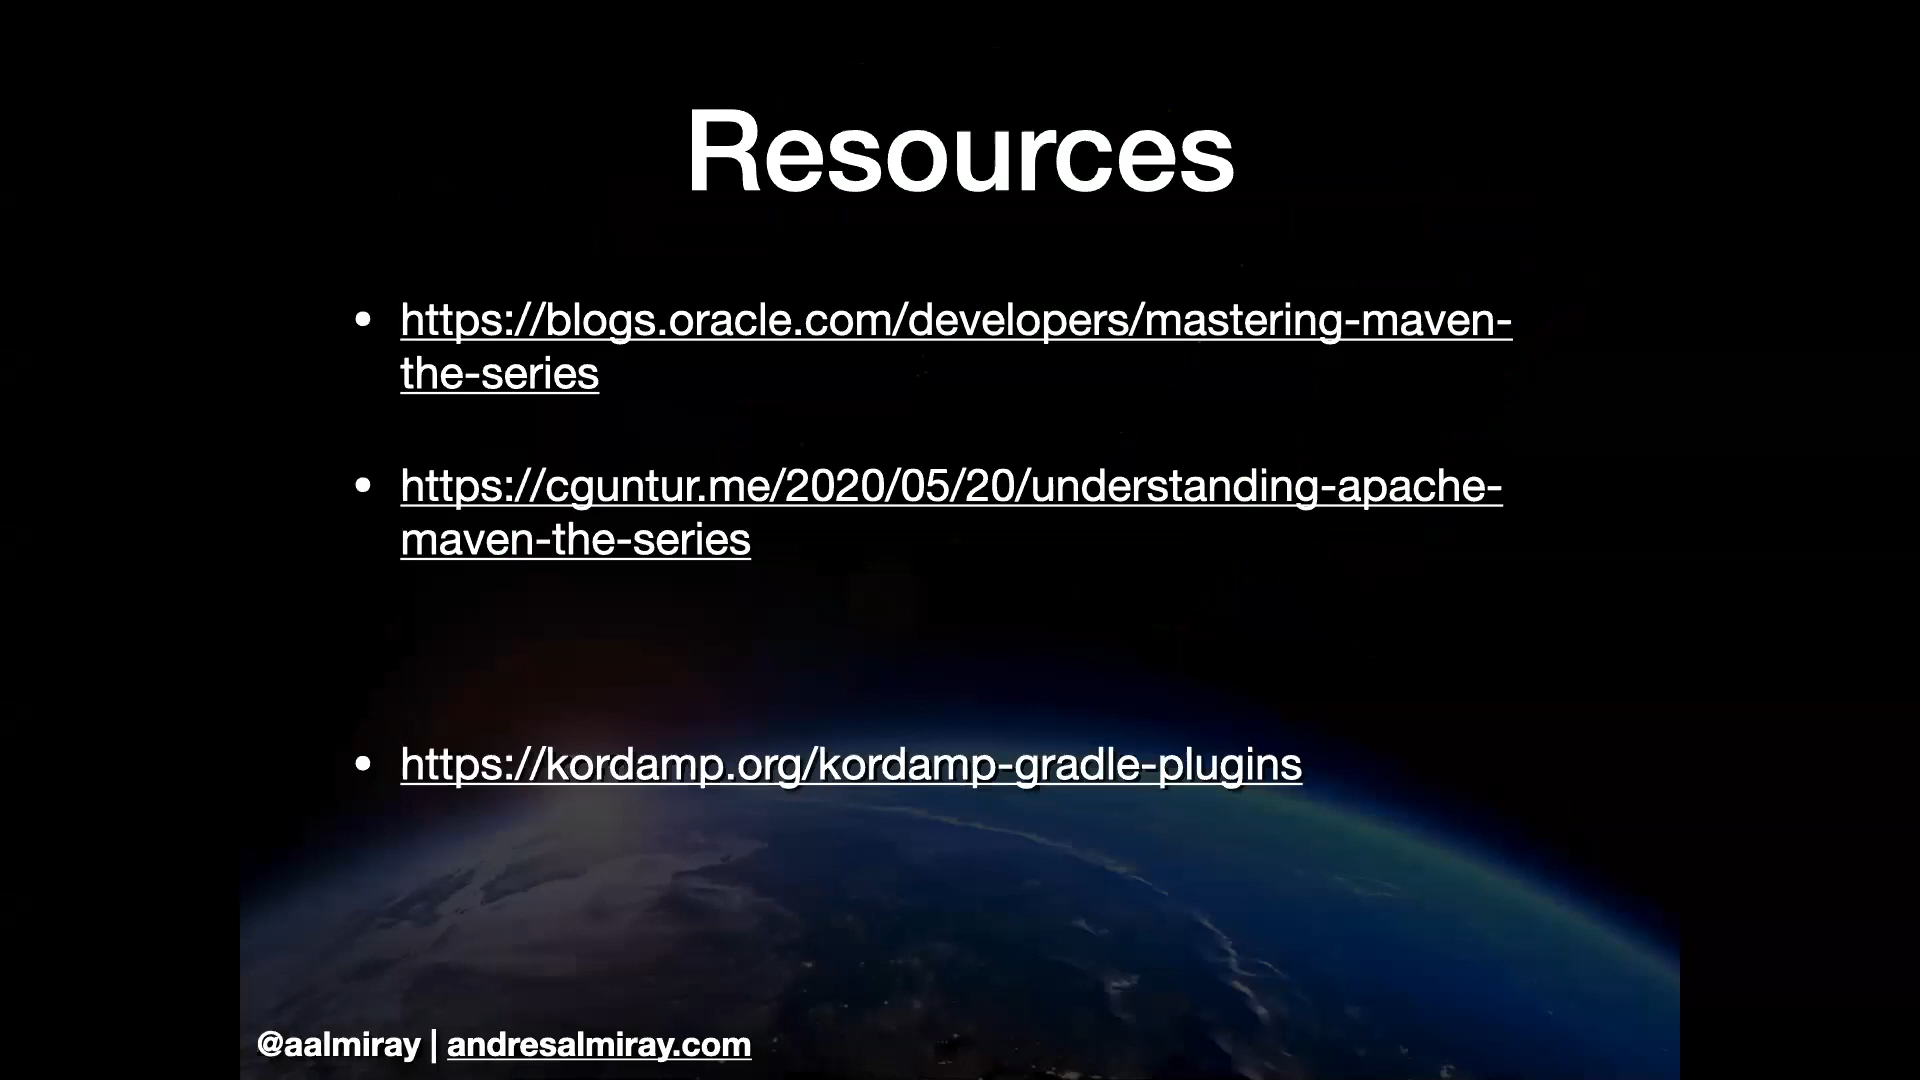 Resources
• https://blogs.oracle.com/developers/mastering-maven-
the-series
• https://cguntur.me/2020/05/20/understanding-apache-
maven-the-series
• https://kordamp.org/kordamp-gradle-plugins
@aalmiray | andresalmiray.com